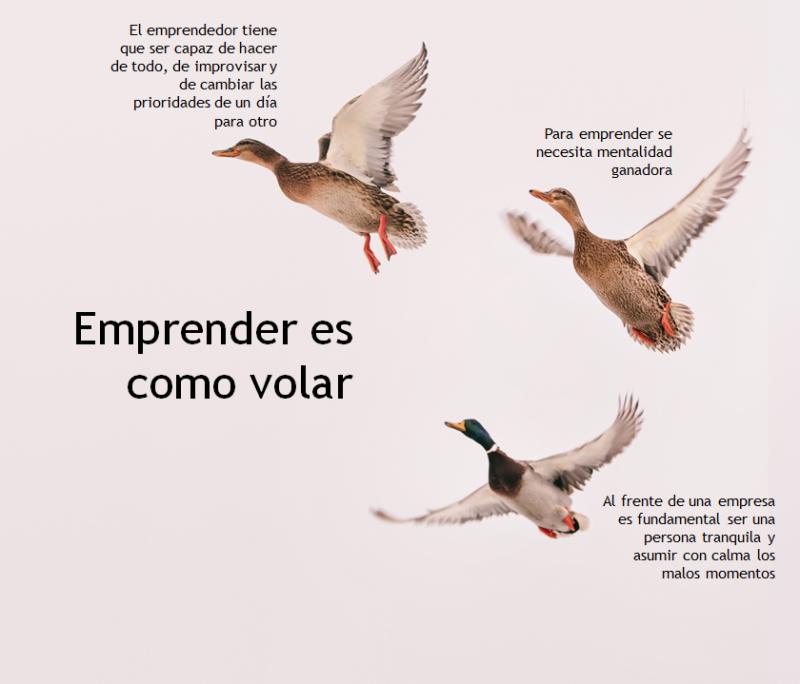 El emprendedor tiene
que ser capaz de hacer
de todo, de improvisar y
de cambiar las
prioridades de un día
para otro
Para emprender se
necesita mentalidad
ganadora
Emprender es
como volar
Al frente de una empresa
es fundamental ser una
persona tranquila y
asumir con calma los
malos momentos